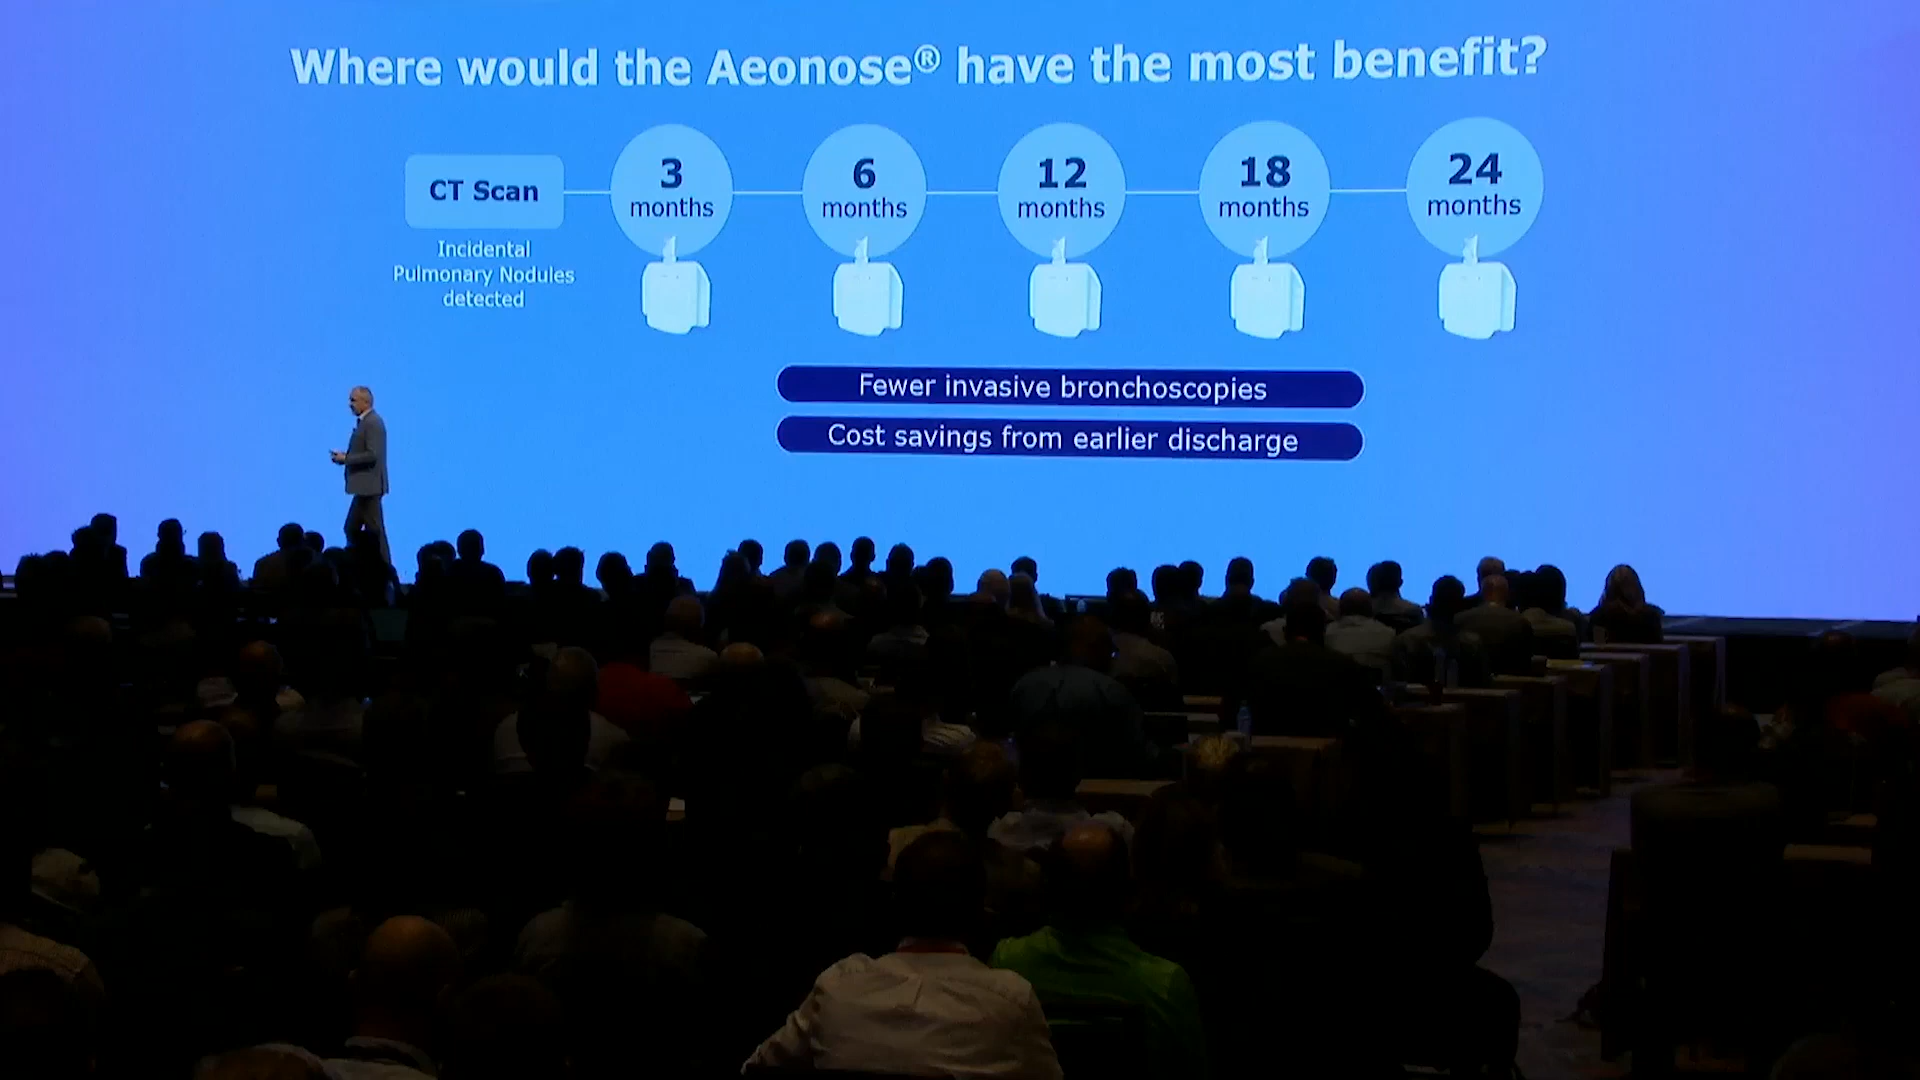 Where would the Aeonose® have the most benefit?
CT Scan
Incidental
Pulmonary Nodules
detected
3
months
6
months
12
months
18
months
24
months
Fewer invasive bronchoscopies
Cost savings from earlier discharge